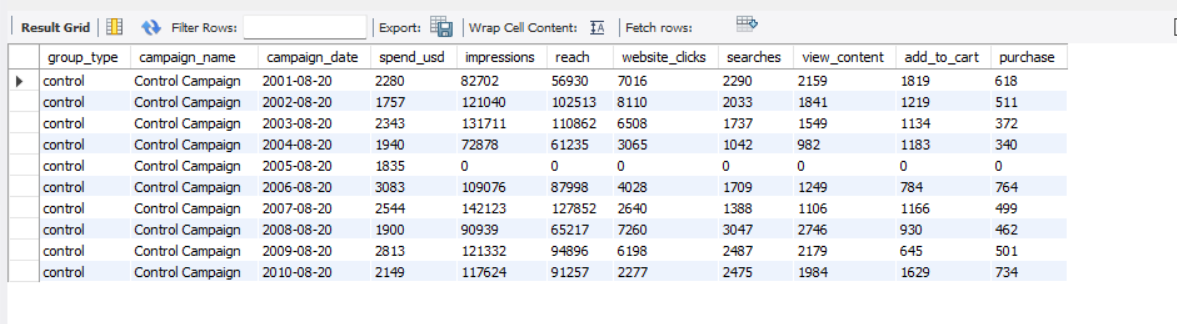 Result Grid Filter Rows: Export: Wrap Cell Content: IA Fetch rows:
group_type campaign_name campaign_date spend_usd impressions reach website_clicks searches view_content add_to_cart purchase
control Control Campaign 2001-08-20 2280 82702 56930 7016 2290 2159 1819 618
control Control Campaign 2002-08-20 1757 121040 102513 8110 2033 1841 1219 511
control Control Campaign 2003-08-20 2343 131711 110862 6508 1737 1549 1134 372
control Control Campaign 2004-08-20 1940 72878 61235 3065 1042 982 1183 340
control Control Campaign 2005-08-20 1835 0 0 0 0 0 0 0
control Control Campaign 2006-08-20 3083 109076 87998 4028 1709 1249 784 764
control Control Campaign 2007-08-20 2544 142123 127852 2640 1388 1106 1166 499
control Control Campaign 2008-08-20 1900 90939 65217 7260 3047 2746 930 462
control Control Campaign 2009-08-20 2813 121332 94896 6198 2487 2179 645 501
control Control Campaign 2010-08-20 2149 117624 91257 2277 2475 1984 1629 734